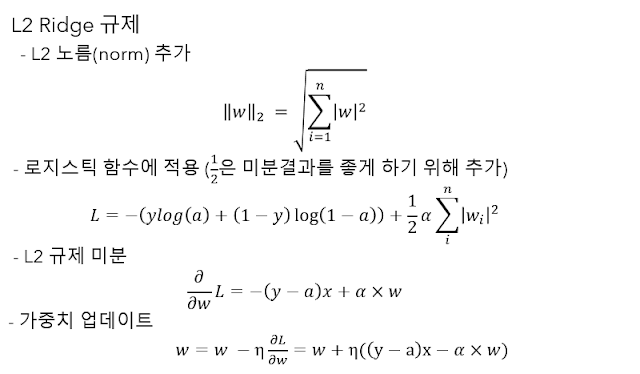 L2 Ridge 규제
- L2 노름(norm) 추가
‖w‖₂ = √(∑_{i=1}^{n} |w|²)
- 로지스틱 함수에 적용 (½은 미분결과를 좋게 하기 위해 추가)
L = −(ylog(a) + (1 − y) log(1 − a)) + ½ α ∑_{i}^{n} |wᵢ|²
- L2 규제 미분
∂/∂w L = −(y − a)x + α × w
- 가중치 업데이트
w = w − η ∂L/∂w = w + η((y − a)x − α × w)